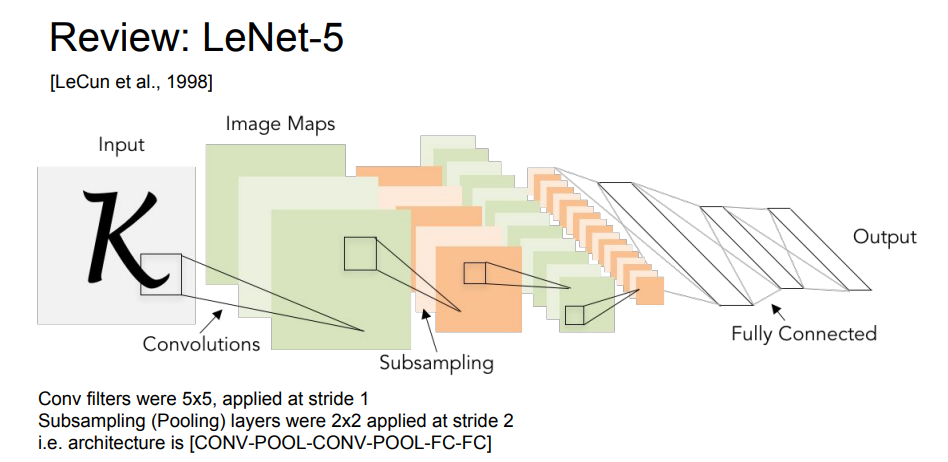 Review: LeNet-5
[LeCun et al., 1998]
Image Maps
Input
K
Output
Fully Connected
Convolutions
Subsampling
Conv filters were 5x5, applied at stride 1
Subsampling (Pooling) layers were 2x2 applied at stride 2
i.e. architecture is [CONV-POOL-CONV-POOL-FC-FC]